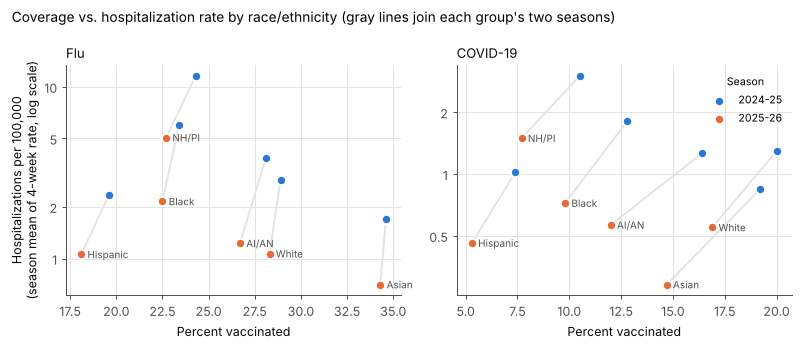 Coverage vs. hospitalization rate by race/ethnicity (gray lines join each group's two seasons)
Flu
Hospitalizations per 100,000
(season mean of 4-week rate, log scale)
10
5
2
1
NH/PI
Black
AI/AN
Hispanic
White
Asian
17.5 20.0 22.5 25.0 27.5 30.0 32.5 35.0
Percent vaccinated
COVID-19
Season
2024-25
2025-26
2
1
0.5
NH/PI
Black
AI/AN
White
Hispanic
Asian
5.0 7.5 10.0 12.5 15.0 17.5 20.0
Percent vaccinated